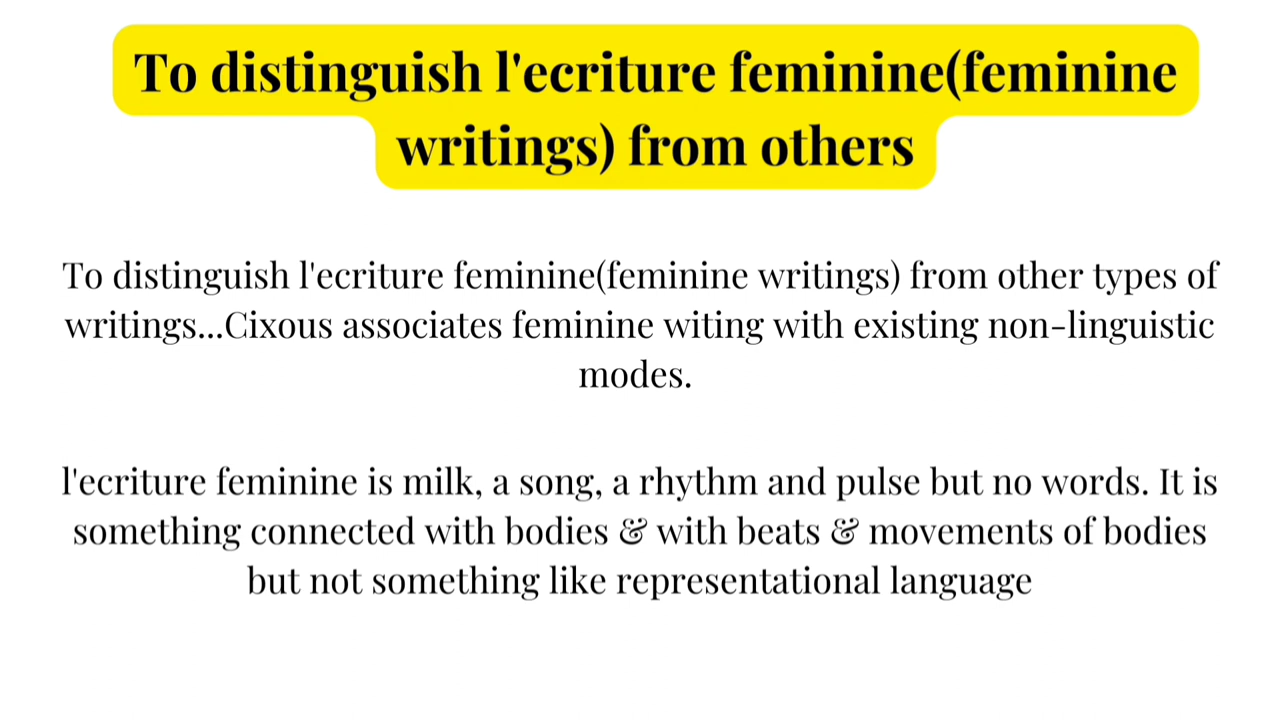 To distinguish l'ecriture feminine(feminine
writings) from others
To distinguish l'ecriture feminine(feminine writings) from other types of
writings...Cixous associates feminine witing with existing non-linguistic
modes.
l'ecriture feminine is milk, a song, a rhythm and pulse but no words. It is
something connected with bodies & with beats & movements of bodies
but not something like representational language